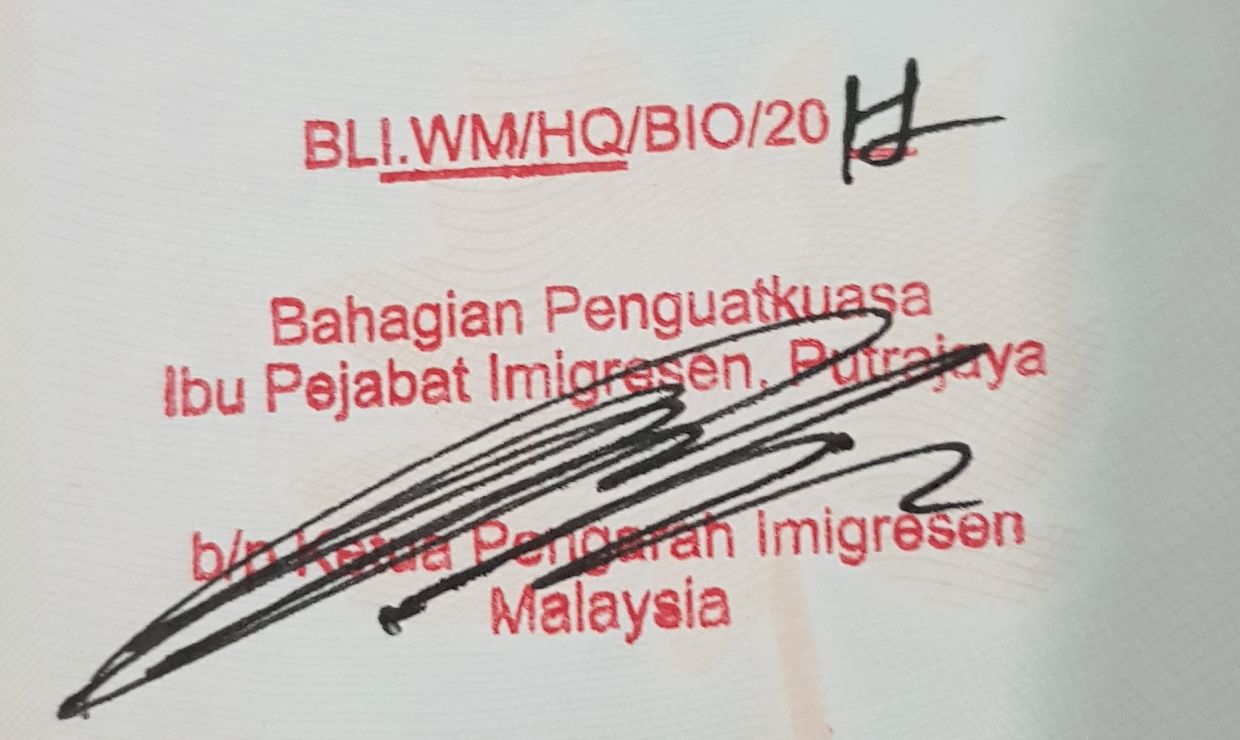 BLI.WM/HQ/BIO/20
Bahagian Penguatkuasa
Ibu Pejabat Imigresen, Putrajaya
b/p Ketua Pengarah Imigresen
Malaysia